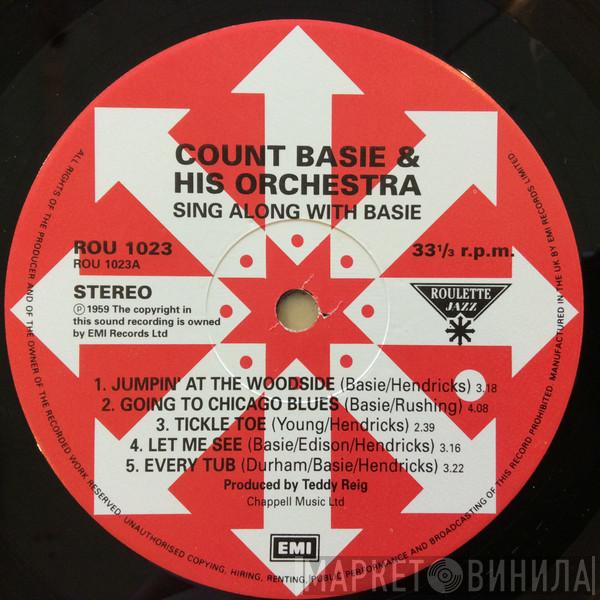 COUNT BASIE &
HIS ORCHESTRA
SING ALONG WITH BASIE
ROU 1023
ROU 1023A
33⅓ r.p.m.
STEREO
℗ 1959 The copyright in
this sound recording is owned
by EMI Records Ltd
ROULETTE
JAZZ
1. JUMPIN' AT THE WOODSIDE (Basie/Hendricks) 3.18
2. GOING TO CHICAGO BLUES (Basie/Rushing) 4.08
3. TICKLE TOE (Young/Hendricks) 2.39
4. LET ME SEE (Basie/Edison/Hendricks) 3.16
5. EVERY TUB (Durham/Basie/Hendricks) 3.22
Produced by Teddy Reig
Chappell Music Ltd
EMI
ALL RIGHTS OF THE PRODUCER AND OF THE OWNER OF THE RECORDED WORK RESERVED. UNAUTHORISED COPYING, HIRING, RENTING, PUBLIC PERFORMANCE AND BROADCASTING OF THIS RECORD PROHIBITED. MANUFACTURED IN THE UK BY EMI RECORDS LIMITED.
МАРКЕТ ВИНИЛА